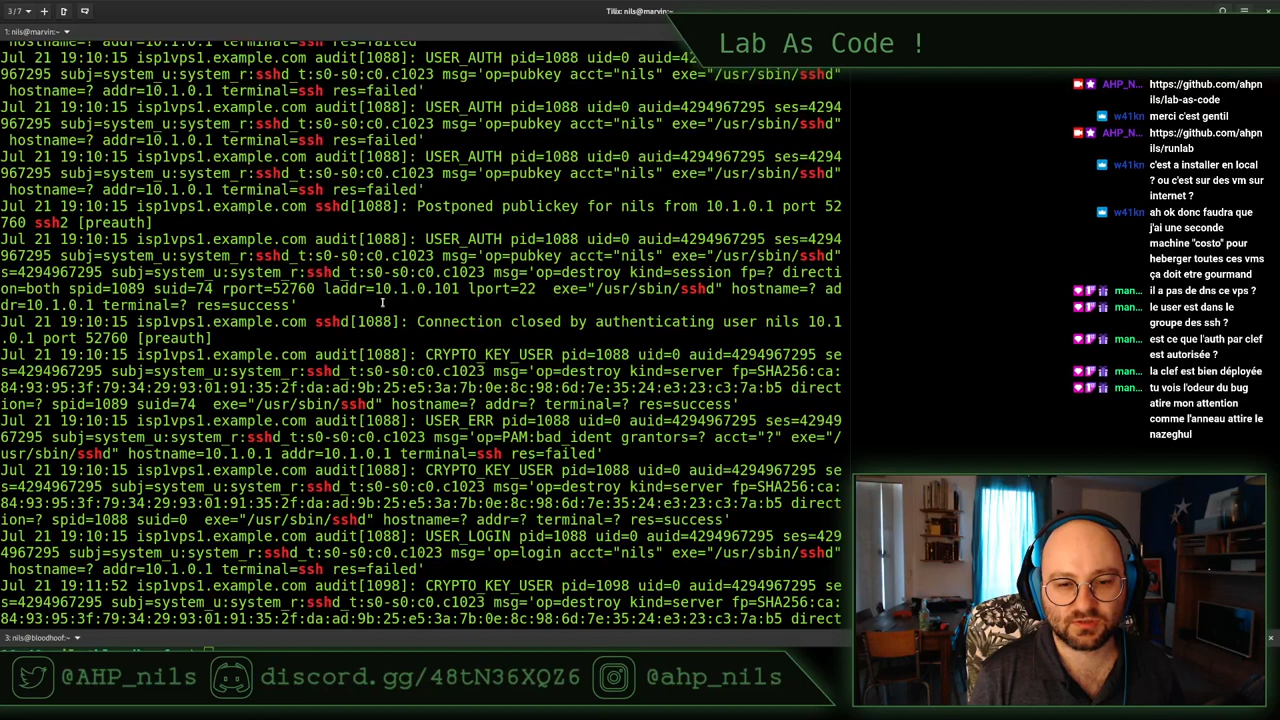 3 / 7
Tilix: nils@marvin:~
1: nils@marvin:~
Lab As Code !
hostname=? addr=10.1.0.1 terminal=ssh res=failed'
Jul 21 19:10:15 isp1vps1.example.com audit[1088]: USER_AUTH pid=1088 uid=0 auid=42
967295 subj=system_u:system_r:sshd_t:s0-s0:c0.c1023 msg='op=pubkey acct="nils" exe="/usr/sbin/sshd"
hostname=? addr=10.1.0.1 terminal=ssh res=failed'
Jul 21 19:10:15 isp1vps1.example.com audit[1088]: USER_AUTH pid=1088 uid=0 auid=4294967295 ses=4294
967295 subj=system_u:system_r:sshd_t:s0-s0:c0.c1023 msg='op=pubkey acct="nils" exe="/usr/sbin/sshd"
hostname=? addr=10.1.0.1 terminal=ssh res=failed'
Jul 21 19:10:15 isp1vps1.example.com audit[1088]: USER_AUTH pid=1088 uid=0 auid=4294967295 ses=4294
967295 subj=system_u:system_r:sshd_t:s0-s0:c0.c1023 msg='op=pubkey acct="nils" exe="/usr/sbin/sshd"
hostname=? addr=10.1.0.1 terminal=ssh res=failed'
Jul 21 19:10:15 isp1vps1.example.com sshd[1088]: Postponed publickey for nils from 10.1.0.1 port 52
760 ssh2 [preauth]
Jul 21 19:10:15 isp1vps1.example.com audit[1088]: USER_AUTH pid=1088 uid=0 auid=4294967295 ses=4294
967295 subj=system_u:system_r:sshd_t:s0-s0:c0.c1023 msg='op=pubkey acct="nils" exe="/usr/sbin/sshd"
s=4294967295 subj=system_u:system_r:sshd_t:s0-s0:c0.c1023 msg='op=destroy kind=session fp=? directi
on=both spid=1089 suid=74 rport=52760 laddr=10.1.0.101 lport=22  exe="/usr/sbin/sshd" hostname=? ad
dr=10.1.0.1 terminal=? res=success'
Jul 21 19:10:15 isp1vps1.example.com sshd[1088]: Connection closed by authenticating user nils 10.1
.0.1 port 52760 [preauth]
Jul 21 19:10:15 isp1vps1.example.com audit[1088]: CRYPTO_KEY_USER pid=1088 uid=0 auid=4294967295 se
s=4294967295 subj=system_u:system_r:sshd_t:s0-s0:c0.c1023 msg='op=destroy kind=server fp=SHA256:ca:
84:93:95:3f:79:34:29:93:01:91:35:2f:da:ad:9b:25:e5:3a:7b:0e:8c:98:6d:7e:35:24:e3:23:c3:7a:b5 direct
ion=? spid=1089 suid=74  exe="/usr/sbin/sshd" hostname=? addr=? terminal=? res=success'
Jul 21 19:10:15 isp1vps1.example.com audit[1088]: USER_ERR pid=1088 uid=0 auid=4294967295 ses=42949
67295 subj=system_u:system_r:sshd_t:s0-s0:c0.c1023 msg='op=PAM:bad_ident grantors=? acct="?" exe="/
usr/sbin/sshd" hostname=10.1.0.1 addr=10.1.0.1 terminal=ssh res=failed'
Jul 21 19:10:15 isp1vps1.example.com audit[1088]: CRYPTO_KEY_USER pid=1088 uid=0 auid=4294967295 se
s=4294967295 subj=system_u:system_r:sshd_t:s0-s0:c0.c1023 msg='op=destroy kind=server fp=SHA256:ca:
84:93:95:3f:79:34:29:93:01:91:35:2f:da:ad:9b:25:e5:3a:7b:0e:8c:98:6d:7e:35:24:e3:23:c3:7a:b5 direct
ion=? spid=1088 suid=0  exe="/usr/sbin/sshd" hostname=? addr=? terminal=? res=success'
Jul 21 19:10:15 isp1vps1.example.com audit[1088]: USER_LOGIN pid=1088 uid=0 auid=4294967295 ses=429
4967295 subj=system_u:system_r:sshd_t:s0-s0:c0.c1023 msg='op=login acct="nils" exe="/usr/sbin/sshd"
hostname=? addr=10.1.0.1 terminal=ssh res=failed'
Jul 21 19:11:52 isp1vps1.example.com audit[1098]: CRYPTO_KEY_USER pid=1098 uid=0 auid=4294967295 se
s=4294967295 subj=system_u:system_r:sshd_t:s0-s0:c0.c1023 msg='op=destroy kind=server fp=SHA256:ca:
84:93:95:3f:79:34:29:93:01:91:35:2f:da:ad:9b:25:e5:3a:7b:0e:8c:98:6d:7e:35:24:e3:23:c3:7a:b5 direct
3: nils@bloodhoof:~
AHP_N... https://github.com/ahpn
ils/lab-as-code
w41kn merci c'est gentil
AHP_N... https://github.com/ahpn
ils/runlab
w41kn c'est a installer en local
? ou c'est sur des vm sur
internet ?
w41kn ah ok donc faudra que
j'ai une seconde
machine "costo" pour
heberger toutes ces vms
ça doit etre gourmand
man... il a pas de dns ce vps ?
man... le user est dans le
groupe des ssh ?
man... est ce que l'auth par clef
est autorisée ?
man... la clef est bien déployée
man... tu vois l'odeur du bug
atire mon attention
comme l'anneau attire le
nazeghul
@AHP_nils
discord.gg/48tN36XQZ6
@ahp_nils